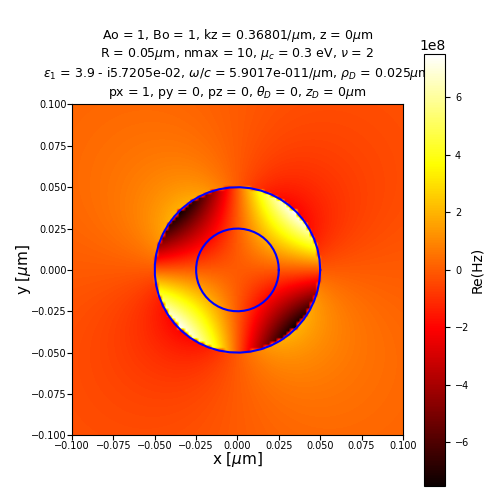 Ao = 1, Bo = 1, kz = 0.36801/μm, z = 0μm
R = 0.05μm, nmax = 10, μc = 0.3 eV, ν = 2
ε1 = 3.9 - i5.7205e-02, ω/c = 5.9017e-011/μm, ρD = 0.025μm
px = 1, py = 0, pz = 0, θD = 0, zD = 0μm
1e8
0.100
0.075
0.050
0.025
0.000
−0.025
−0.050
−0.075
−0.100
y [μm]
−0.100 −0.075 −0.050 −0.025 0.000 0.025 0.050 0.075 0.100
x [μm]
6
4
2
0
−2
−4
−6
Re(Hz)